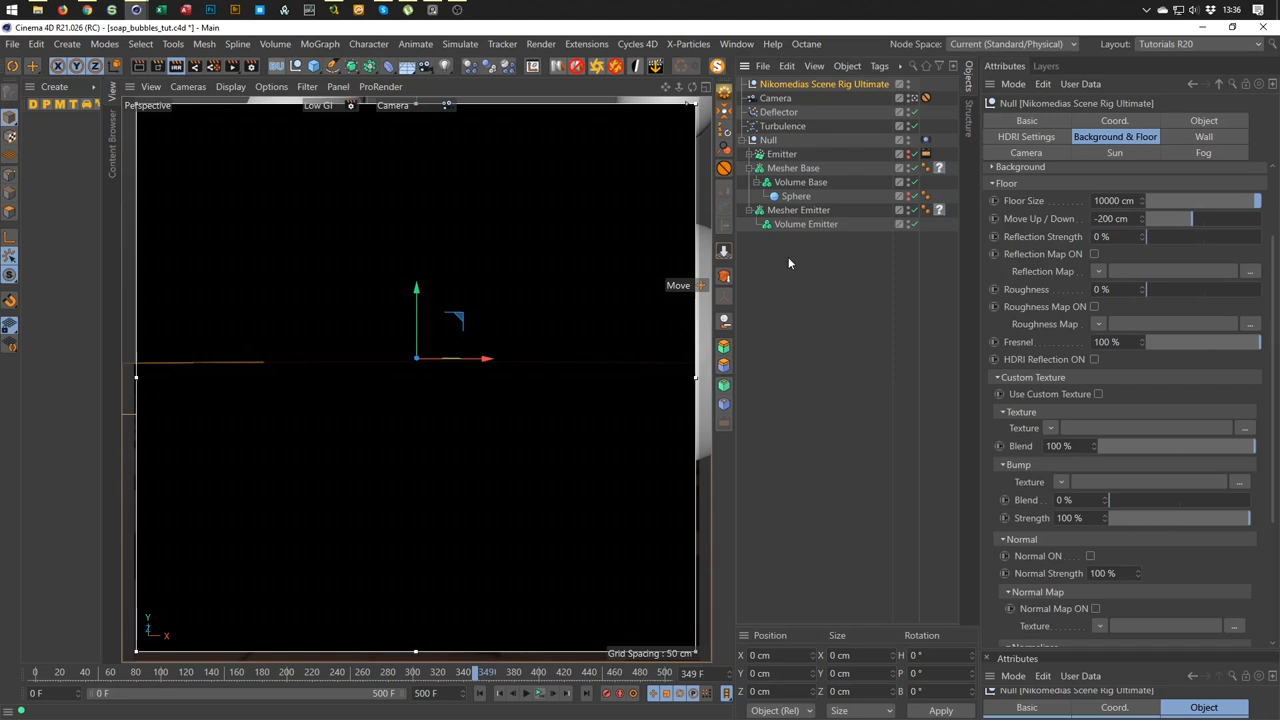 13:36
Cinema 4D R21.026 (RC) - [soap_bubbles_tut.c4d *] - Main
File Edit Create Modes Select Tools Mesh Spline Volume MoGraph Character Animate Simulate Tracker Render Extensions Cycles 4D X-Particles Window Help Octane Node Space: Current (Standard/Physical) Layout: Tutorials R20
Create View Cameras Display Options Filter Panel ProRender
File Edit View Object Tags
Attributes Layers
Mode Edit User Data
Perspective Low GI Camera
D P M T
View
Content Browser
Objects
Structure
Nikomedias Scene Rig Ultimate
Camera
Deflector
Turbulence
Null
Emitter
Mesher Base
Volume Base
Sphere
Mesher Emitter
Volume Emitter
Null [Nikomedias Scene Rig Ultimate]
Basic Coord. Object
HDRI Settings Background & Floor Wall
Camera Sun Fog
Background
Floor
Floor Size 10000 cm
Move Up / Down -200 cm
Reflection Strength 0 %
Reflection Map ON
Reflection Map
Roughness 0 %
Roughness Map ON
Roughness Map
Fresnel 100 %
HDRI Reflection ON
Custom Texture
Use Custom Texture
Texture
Texture
Blend 100 %
Bump
Texture
Blend 0 %
Strength 100 %
Normal
Normal ON
Normal Strength 100 %
Normal Map
Normal Map ON
Texture
Move
Y
Z X
Grid Spacing : 50 cm
0 20 40 60 80 100 120 140 160 180 200 220 240 260 280 300 320 34 349 380 400 420 440 460 480 500 349 F
0 F 0 F 500 F 500 F
Position Size Rotation
X 0 cm X 0 cm H 0 °
Y 0 cm Y 0 cm P 0 °
Z 0 cm Z 0 cm B 0 °
Object (Rel) Size Apply
Attributes
Mode Edit User Data
Null [Nikomedias Scene Rig Ultimate]
Basic Coord. Object